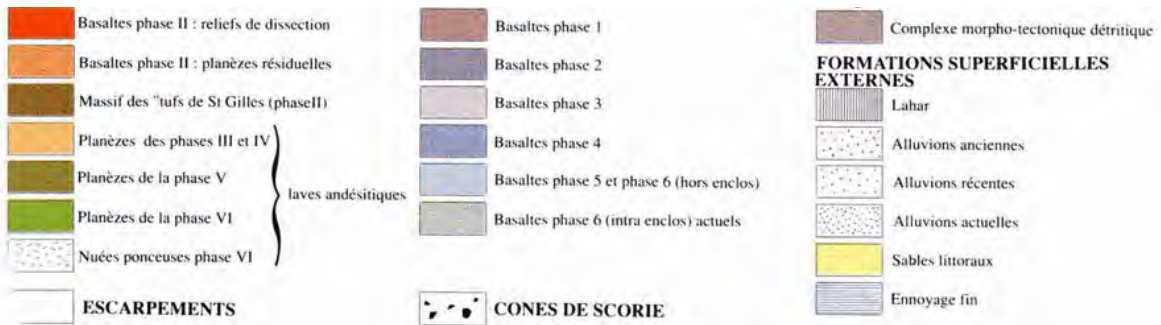 Basaltes phase II : reliefs de dissection
Basaltes phase II : planèzes résiduelles
Massif des "tufs de St Gilles (phaseII)
Planèzes des phases III et IV
Planèzes de la phase V
Planèzes de la phase VI
Nuées ponceuses phase VI
laves andésitiques
ESCARPEMENTS
Basaltes phase 1
Basaltes phase 2
Basaltes phase 3
Basaltes phase 4
Basaltes phase 5 et phase 6 (hors enclos)
Basaltes phase 6 (intra enclos) actuels
CONES DE SCORIE
Complexe morpho-tectonique détritique
FORMATIONS SUPERFICIELLES
EXTERNES
Lahar
Alluvions anciennes
Alluvions récentes
Alluvions actuelles
Sables littoraux
Ennoyage fin